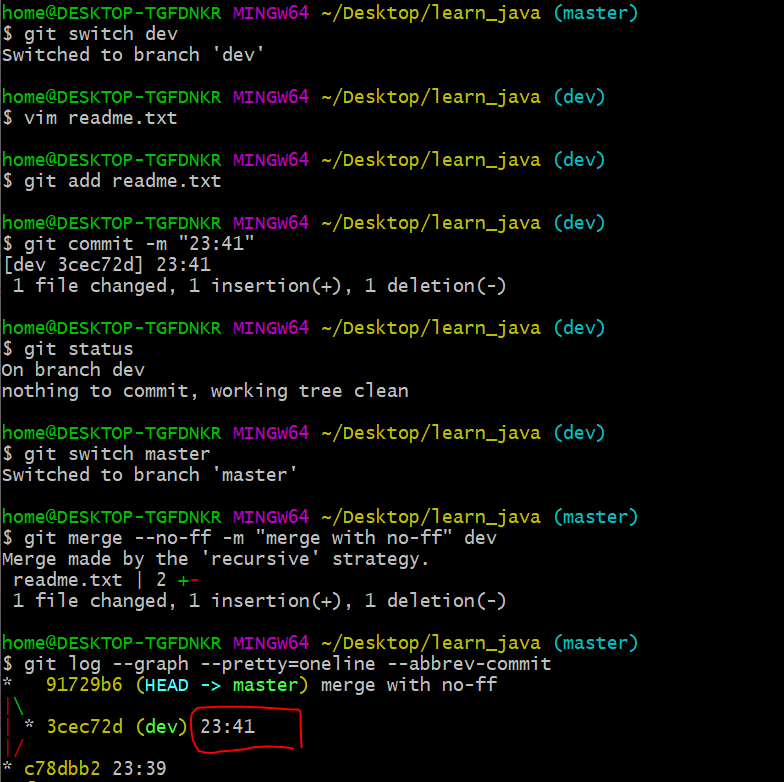 home@DESKTOP-TGFDNKR MINGW64 ~/Desktop/learn_java (master)
$ git switch dev
Switched to branch 'dev'
home@DESKTOP-TGFDNKR MINGW64 ~/Desktop/learn_java (dev)
$ vim readme.txt
home@DESKTOP-TGFDNKR MINGW64 ~/Desktop/learn_java (dev)
$ git add readme.txt
home@DESKTOP-TGFDNKR MINGW64 ~/Desktop/learn_java (dev)
$ git commit -m "23:41"
[dev 3cec72d] 23:41
 1 file changed, 1 insertion(+), 1 deletion(-)
home@DESKTOP-TGFDNKR MINGW64 ~/Desktop/learn_java (dev)
$ git status
On branch dev
nothing to commit, working tree clean
home@DESKTOP-TGFDNKR MINGW64 ~/Desktop/learn_java (dev)
$ git switch master
Switched to branch 'master'
home@DESKTOP-TGFDNKR MINGW64 ~/Desktop/learn_java (master)
$ git merge --no-ff -m "merge with no-ff" dev
Merge made by the 'recursive' strategy.
 readme.txt | 2 +-
 1 file changed, 1 insertion(+), 1 deletion(-)
home@DESKTOP-TGFDNKR MINGW64 ~/Desktop/learn_java (master)
$ git log --graph --pretty=oneline --abbrev-commit
*   91729b6 (HEAD -> master) merge with no-ff
|\
| * 3cec72d (dev) 23:41
|/
* c78dbb2 23:39